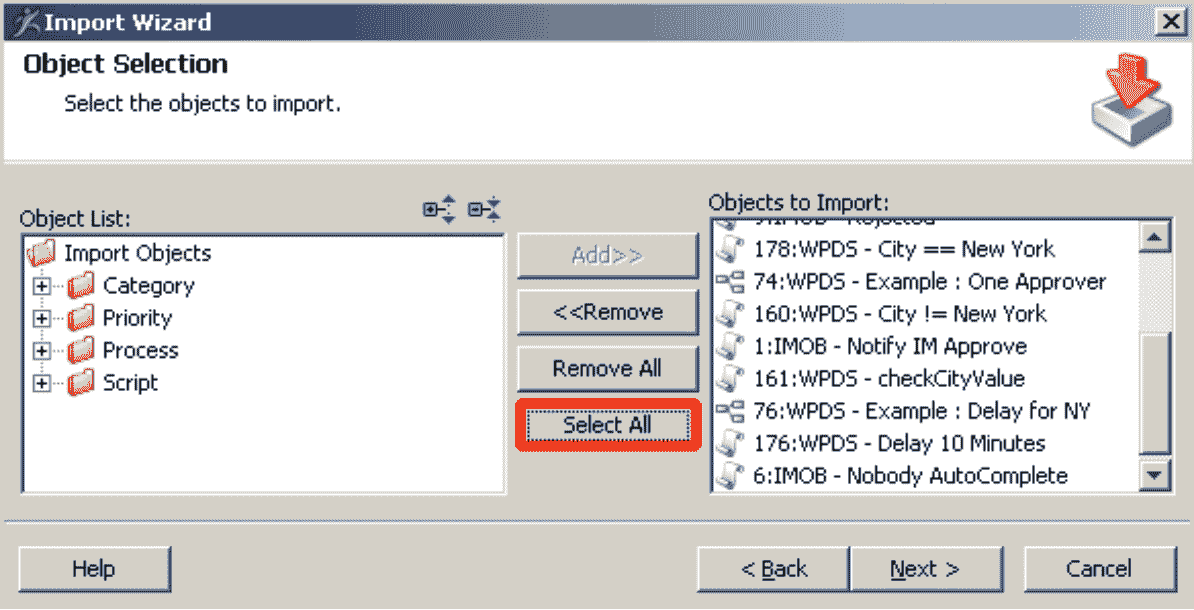 Import Wizard
Object Selection
Select the objects to import.
Object List:
Import Objects
Category
Priority
Process
Script
Add>>
<<Remove
Remove All
Select All
Objects to Import:
178:WPDS - City == New York
74:WPDS - Example : One Approver
160:WPDS - City != New York
1:IMOB - Notify IM Approve
161:WPDS - checkCityValue
76:WPDS - Example : Delay for NY
176:WPDS - Delay 10 Minutes
6:IMOB - Nobody AutoComplete
Help
< Back
Next >
Cancel